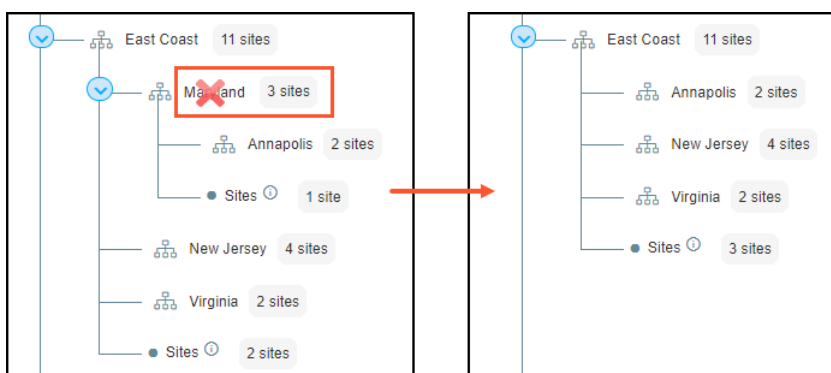 East Coast 11 sites
Maryland 3 sites
Annapolis 2 sites
Sites 1 site
New Jersey 4 sites
Virginia 2 sites
Sites 2 sites
East Coast 11 sites
Annapolis 2 sites
New Jersey 4 sites
Virginia 2 sites
Sites 3 sites